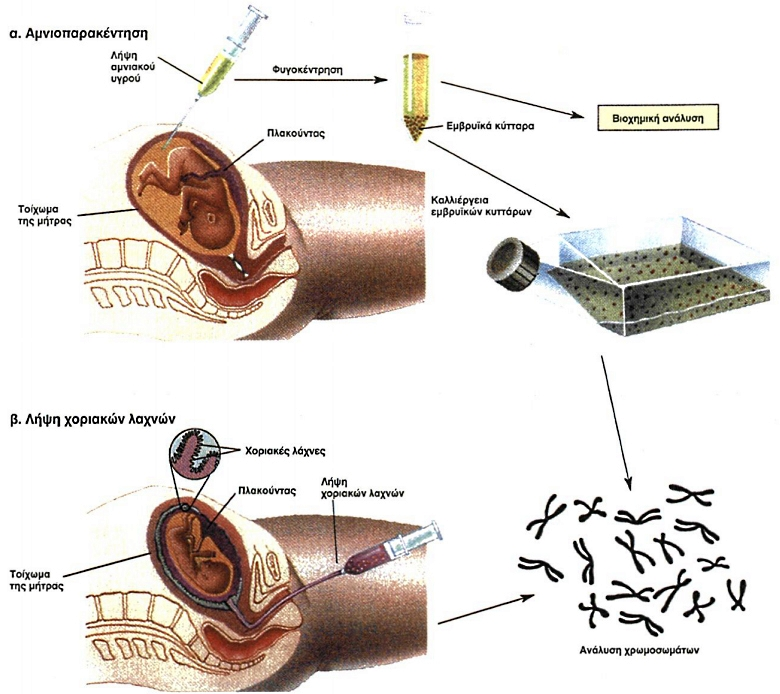 α. Αμνιοπαρακέντηση
Λήψη
αμνιακού
υγρού
Φυγοκέντρηση
Εμβρυϊκά κύτταρα
Βιοχημική ανάλυση
Πλακούντας
Τοίχωμα
της μήτρας
Καλλιέργεια
εμβρυϊκών κυττάρων
β. Λήψη χοριακών λαχνών
Χοριακές λάχνες
Πλακούντας
Λήψη
χοριακών λαχνών
Τοίχωμα
της μήτρας
Ανάλυση χρωμοσωμάτων